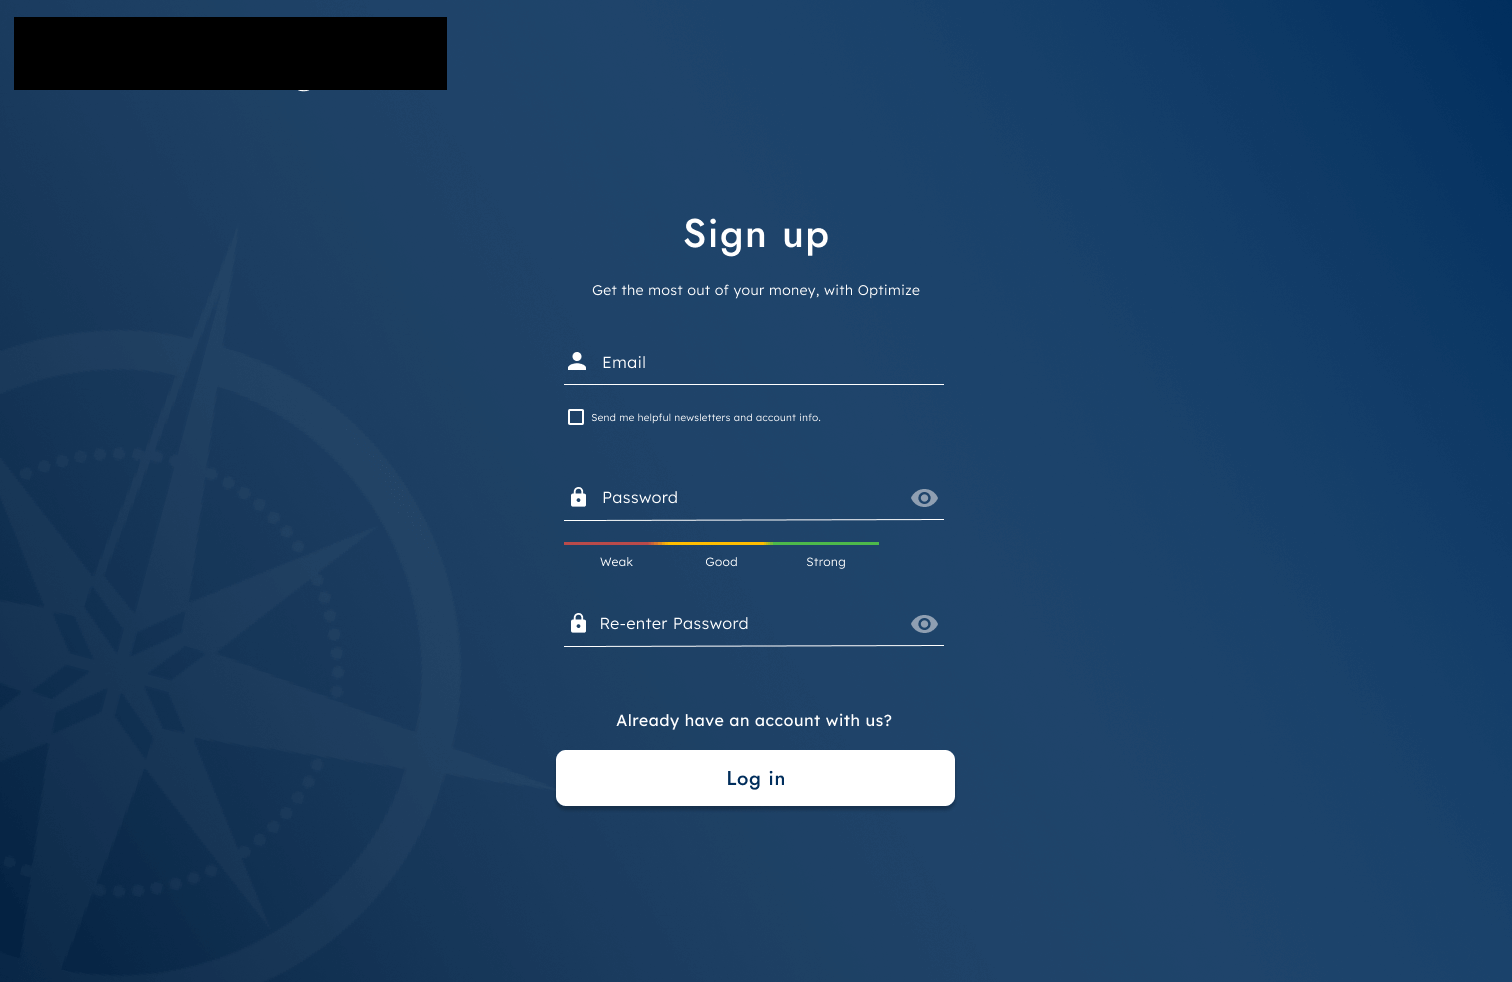 Sign up
Get the most out of your money, with Optimize
Email
Send me helpful newsletters and account info.
Password
Weak Good Strong
Re-enter Password
Already have an account with us?
Log in